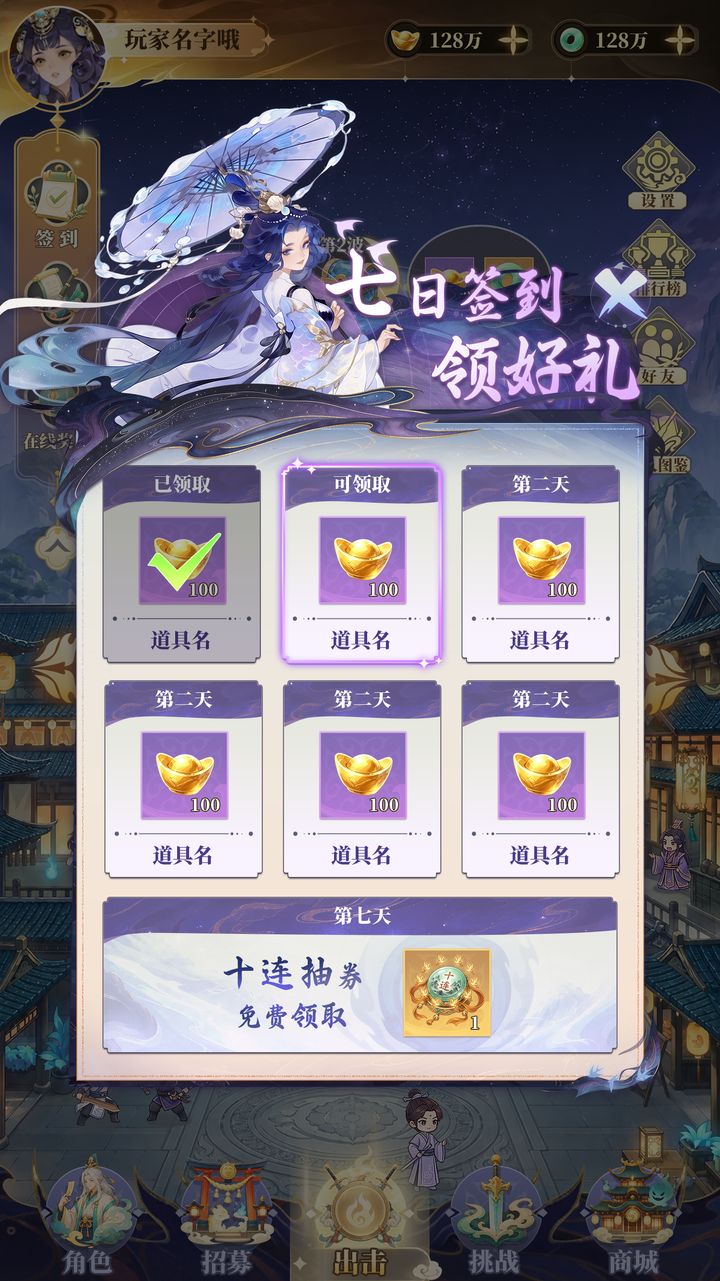 玩家名字哦
128万
128万
签到
设置
第2波
七日签到
领好礼
排行榜
好友
图鉴
在线奖
已领取
可领取
第二天
100
100
100
道具名
道具名
道具名
第二天
第二天
第二天
100
100
100
道具名
道具名
道具名
第七天
十连抽券
免费领取
十连
1
角色
招募
出击
挑战
商城